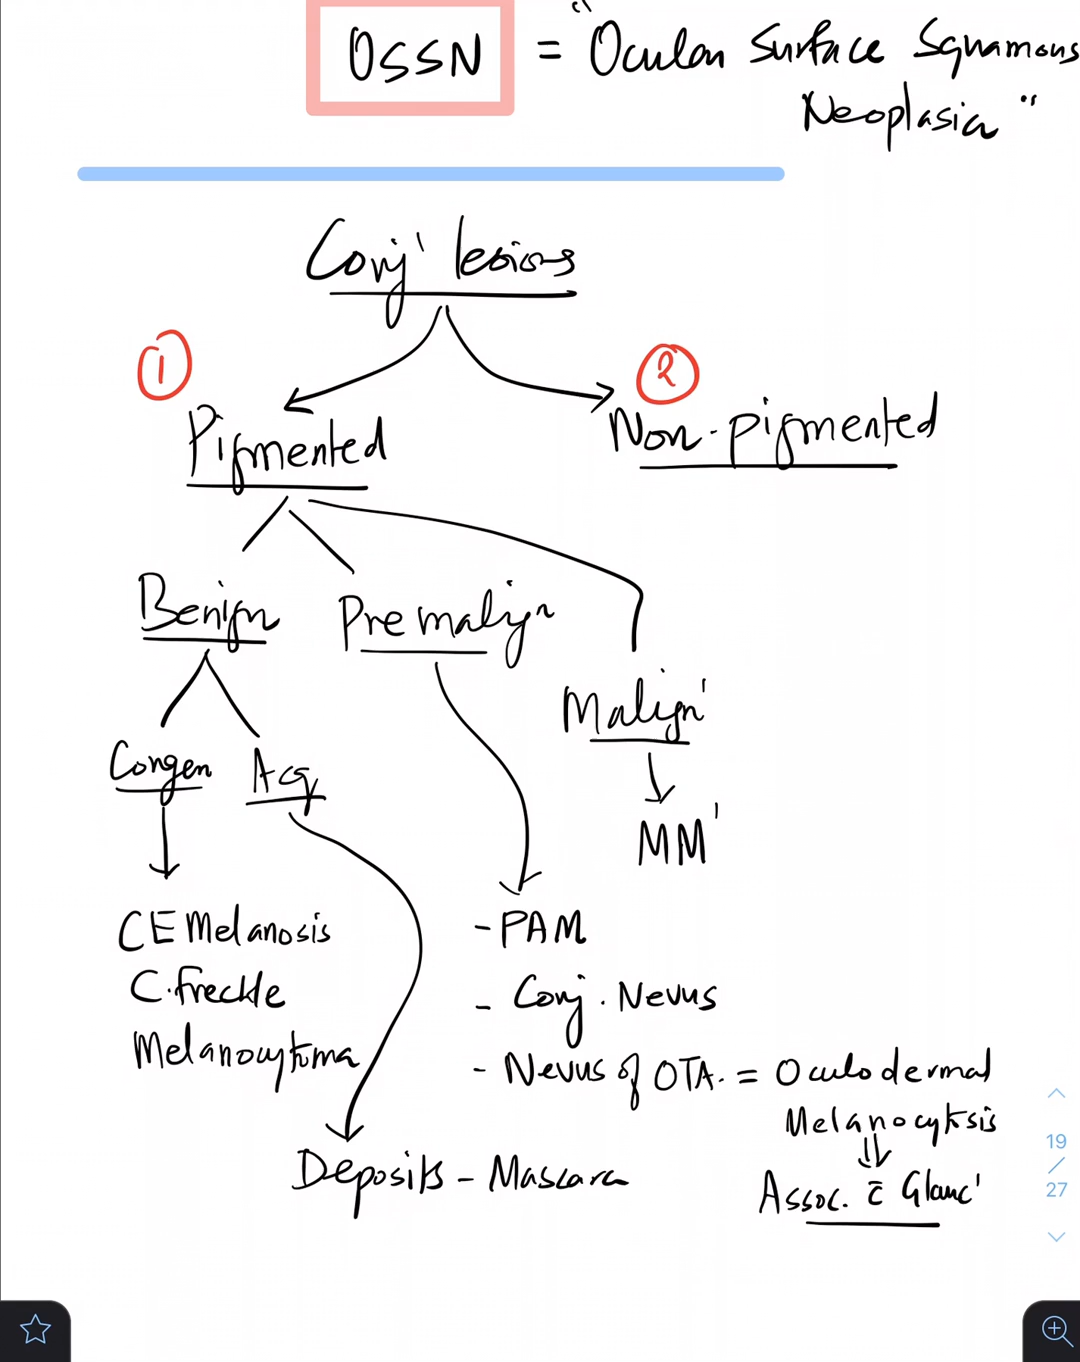 OSSN = "Ocular Surface Squamous
Neoplasia"
Conj' lesions
1
2
Pigmented
Non-pigmented
Benign
Premalign
Malign'
Congen
Acq
MM'
CE Melanosis
C. freckle
Melanocytoma
- PAM
- Conj. Nevus
- Nevus of OTA. = Oculodermal
Melanocytosis
Deposits - Mascara
Assoc. c̄ Glauc'
19
/
27